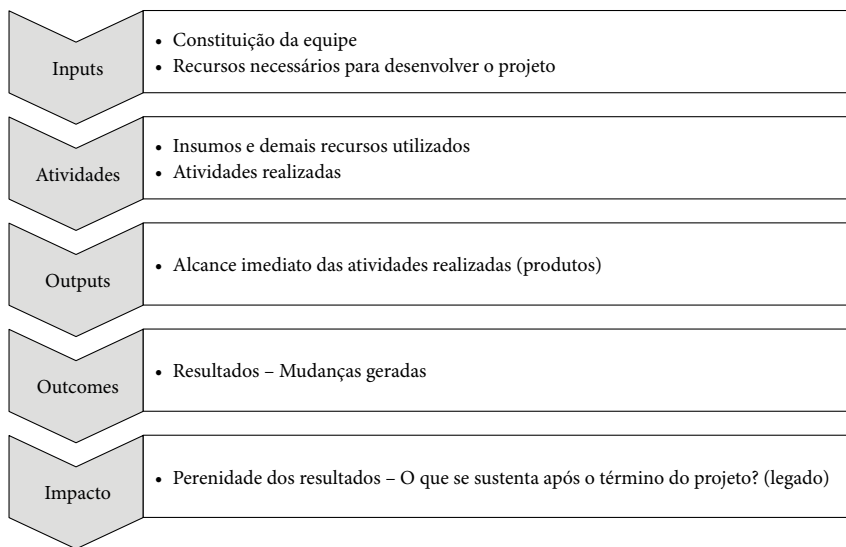 Inputs
• Constituição da equipe
• Recursos necessários para desenvolver o projeto
Atividades
• Insumos e demais recursos utilizados
• Atividades realizadas
Outputs
• Alcance imediato das atividades realizadas (produtos)
Outcomes
• Resultados – Mudanças geradas
Impacto
• Perenidade dos resultados – O que se sustenta após o término do projeto? (legado)